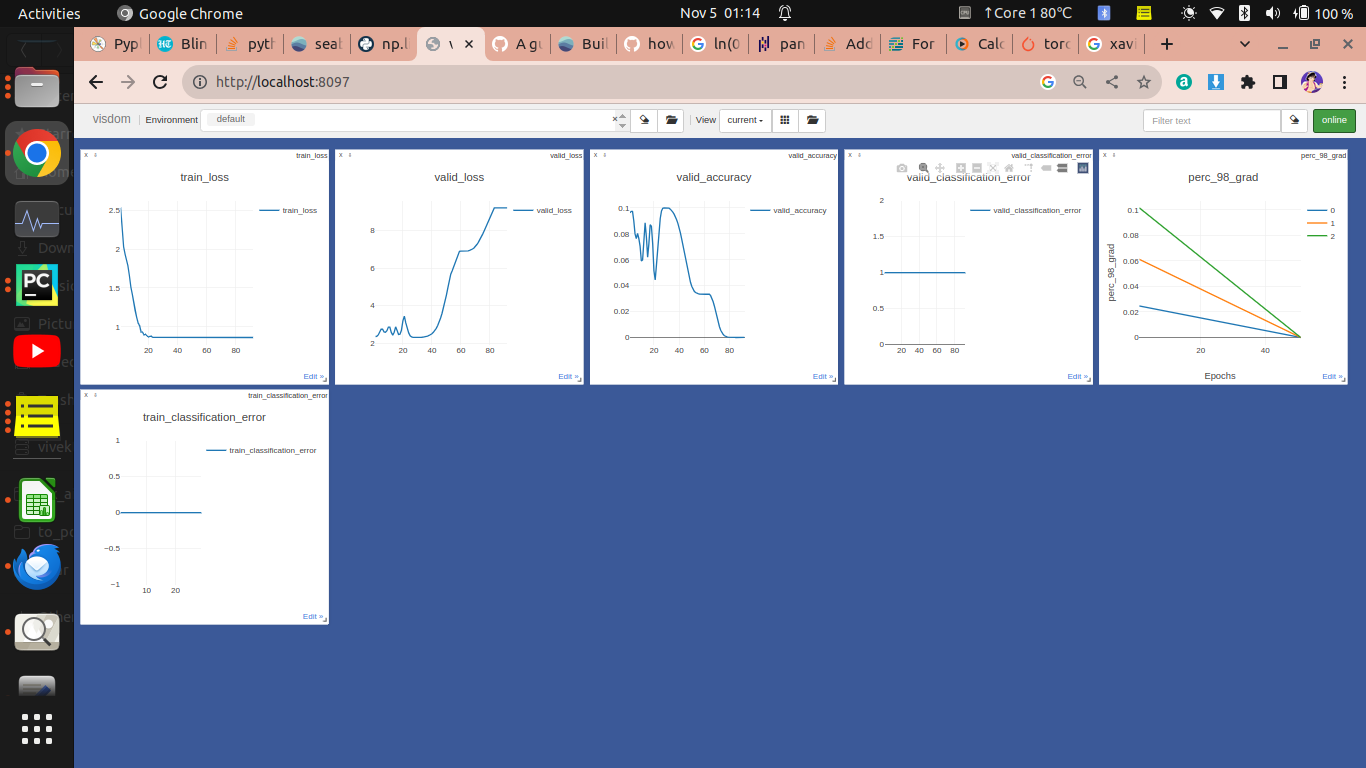 Activities
Google Chrome
Nov 5 01:14
↑Core 1 80°C
100 %
Pypl
Blin
pyth
seab
np.l
v
A gu
Buil
how
ln(0
pan
Add
For
Calc
torc
xavi
http://localhost:8097
visdom
Environment
default
View
current
Filter text
online
train_loss
train_loss
train_loss
2.5
2
1.5
1
20 40 60 80
Edit »
valid_loss
valid_loss
valid_loss
8
6
4
2
20 40 60 80
Edit »
valid_accuracy
valid_accuracy
valid_accuracy
0.1
0.08
0.06
0.04
0.02
0
20 40 60 80
Edit »
valid_classification_error
valid_classification_error
valid_classification_error
2
1.5
1
0.5
0
20 40 60 80
Edit »
perc_98_grad
perc_98_grad
perc_98_grad
0
1
2
0.1
0.08
0.06
0.04
0.02
0
20 40
Epochs
Edit »
train_classification_error
train_classification_error
train_classification_error
1
0.5
0
−0.5
−1
10 20
Edit »
PC
vivek